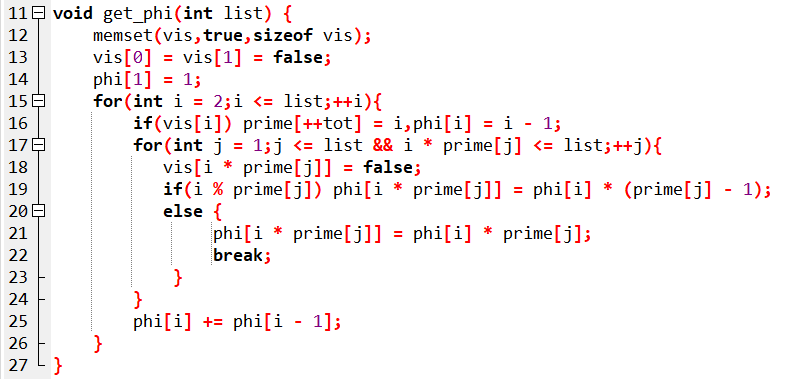 11 void get_phi(int list) {
12 memset(vis,true,sizeof vis);
13 vis[0] = vis[1] = false;
14 phi[1] = 1;
15 for(int i = 2;i <= list;++i){
16 if(vis[i]) prime[++tot] = i,phi[i] = i - 1;
17 for(int j = 1;j <= list && i * prime[j] <= list;++j){
18 vis[i * prime[j]] = false;
19 if(i % prime[j]) phi[i * prime[j]] = phi[i] * (prime[j] - 1);
20 else {
21 phi[i * prime[j]] = phi[i] * prime[j];
22 break;
23 }
24 }
25 phi[i] += phi[i - 1];
26 }
27 }